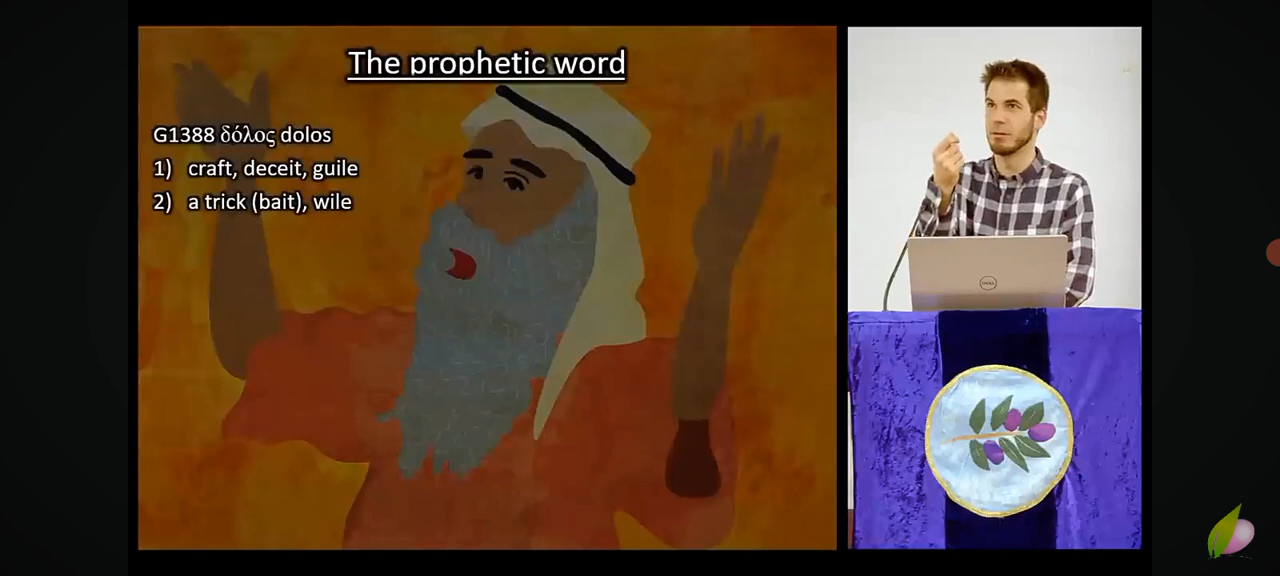 The prophetic word
G1388 δόλος dolos
1) craft, deceit, guile
2) a trick (bait), wile
DELL